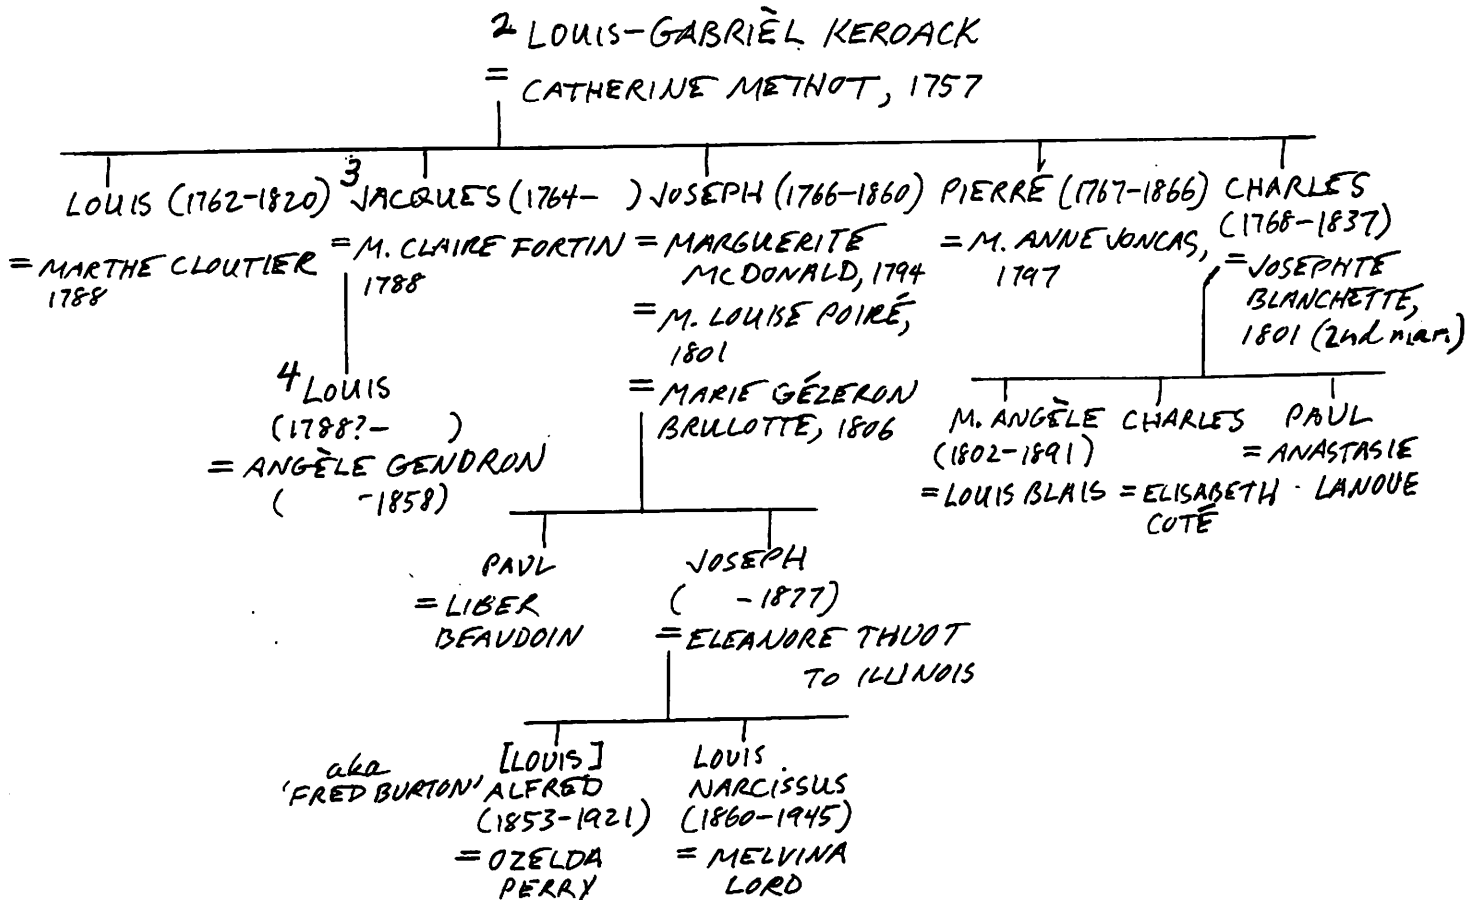 2 LOUIS-GABRIÈL KEROACK
= CATHERINE METHOT, 1757
LOUIS (1762-1820)
= MARTHE CLOUTIER
1788
3 JACQUES (1764-   )
= M. CLAIRE FORTIN
1788
JOSEPH (1766-1860)
= MARGUERITE
MCDONALD, 1794
= M. LOUISE POIRÉ,
1801
= MARIE GÉZERON
BRULOTTE, 1806
PIERRE (1767-1866)
= M. ANNE JONCAS,
1797
CHARLES
(1768-1837)
= JOSEPHTE
BLANCHETTE,
1801 (2nd mar.)
4 LOUIS
(1788?-   )
= ANGÈLE GENDRON
(   -1858)
M. ANGÈLE
(1802-1891)
= LOUIS BLAIS
CHARLES
= ELISABETH
COTÉ
PAUL
= ANASTASIE
LANOUE
PAUL
= LIBER
BEAUDOIN
JOSEPH
(   -1877)
= ELEANORE THUOT
TO ILLINOIS
aka
'FRED BURTON'
[LOUIS]
ALFRED
(1853-1921)
= OZELDA
PERRY
LOUIS
NARCISSUS
(1860-1945)
= MELVINA
LORD